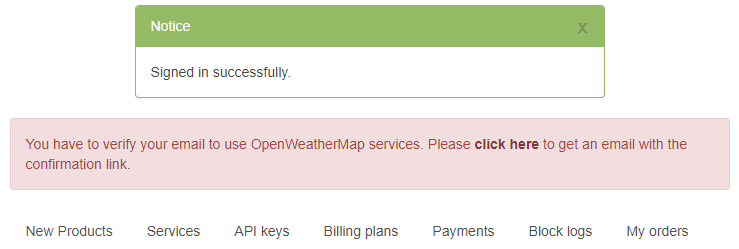 Notice
x
Signed in successfully.
You have to verify your email to use OpenWeatherMap services. Please click here to get an email with the
confirmation link.
New Products Services API keys Billing plans Payments Block logs My orders